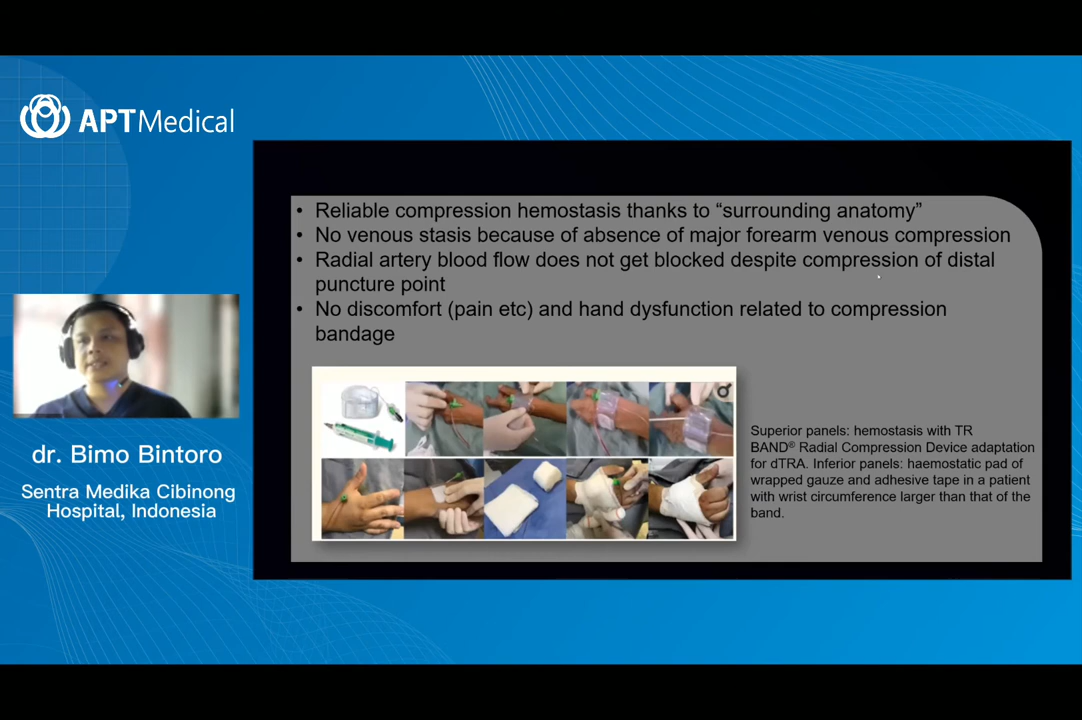 APTMedical
• Reliable compression hemostasis thanks to “surrounding anatomy”
• No venous stasis because of absence of major forearm venous compression
• Radial artery blood flow does not get blocked despite compression of distal
puncture point
• No discomfort (pain etc) and hand dysfunction related to compression
bandage
Superior panels: hemostasis with TR
BAND® Radial Compression Device adaptation
for dTRA. Inferior panels: haemostatic pad of
wrapped gauze and adhesive tape in a patient
with wrist circumference larger than that of the
band.
dr. Bimo Bintoro
Sentra Medika Cibinong
Hospital, Indonesia